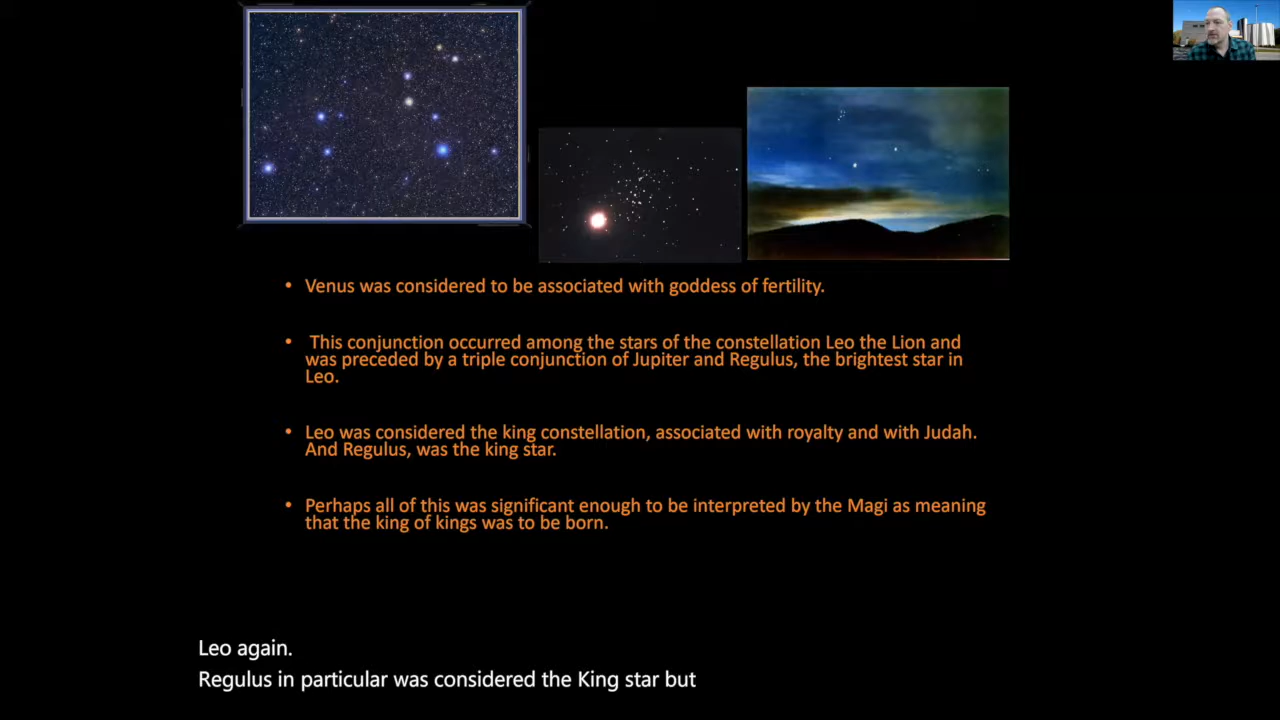 • Venus was considered to be associated with goddess of fertility.
• This conjunction occurred among the stars of the constellation Leo the Lion and
was preceded by a triple conjunction of Jupiter and Regulus, the brightest star in
Leo.
• Leo was considered the king constellation, associated with royalty and with Judah.
And Regulus, was the king star.
• Perhaps all of this was significant enough to be interpreted by the Magi as meaning
that the king of kings was to be born.
Leo again.
Regulus in particular was considered the King star but